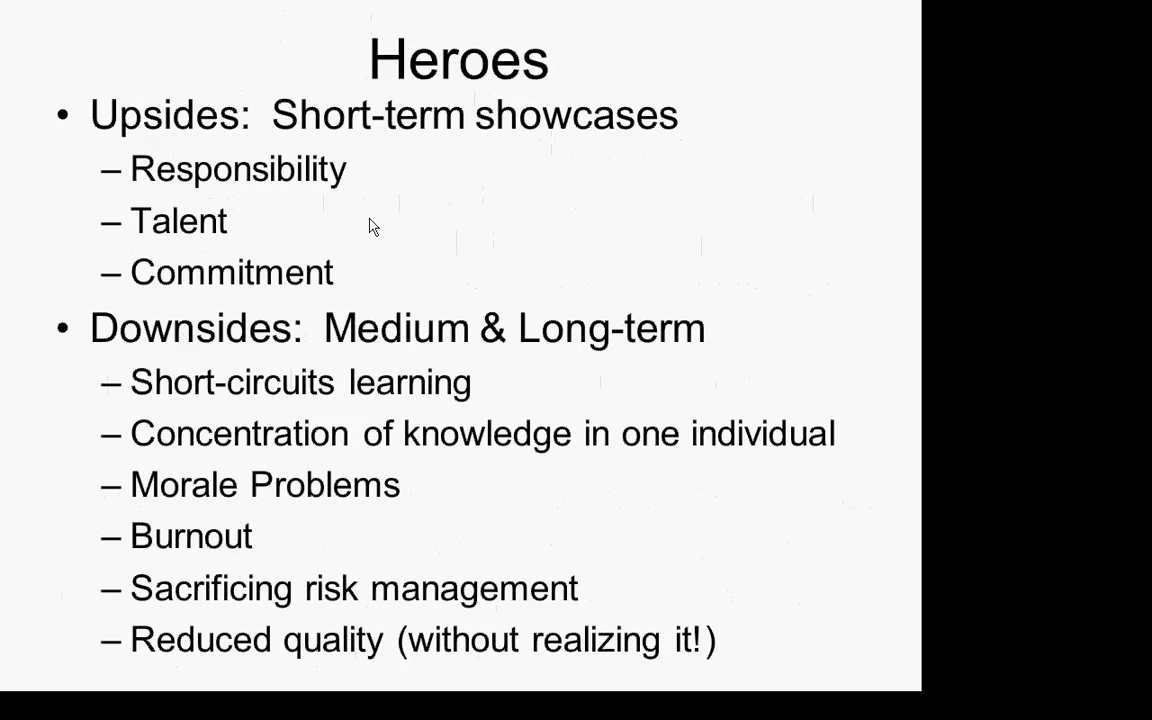 Heroes
• Upsides: Short-term showcases
– Responsibility
– Talent
– Commitment
• Downsides: Medium & Long-term
– Short-circuits learning
– Concentration of knowledge in one individual
– Morale Problems
– Burnout
– Sacrificing risk management
– Reduced quality (without realizing it!)